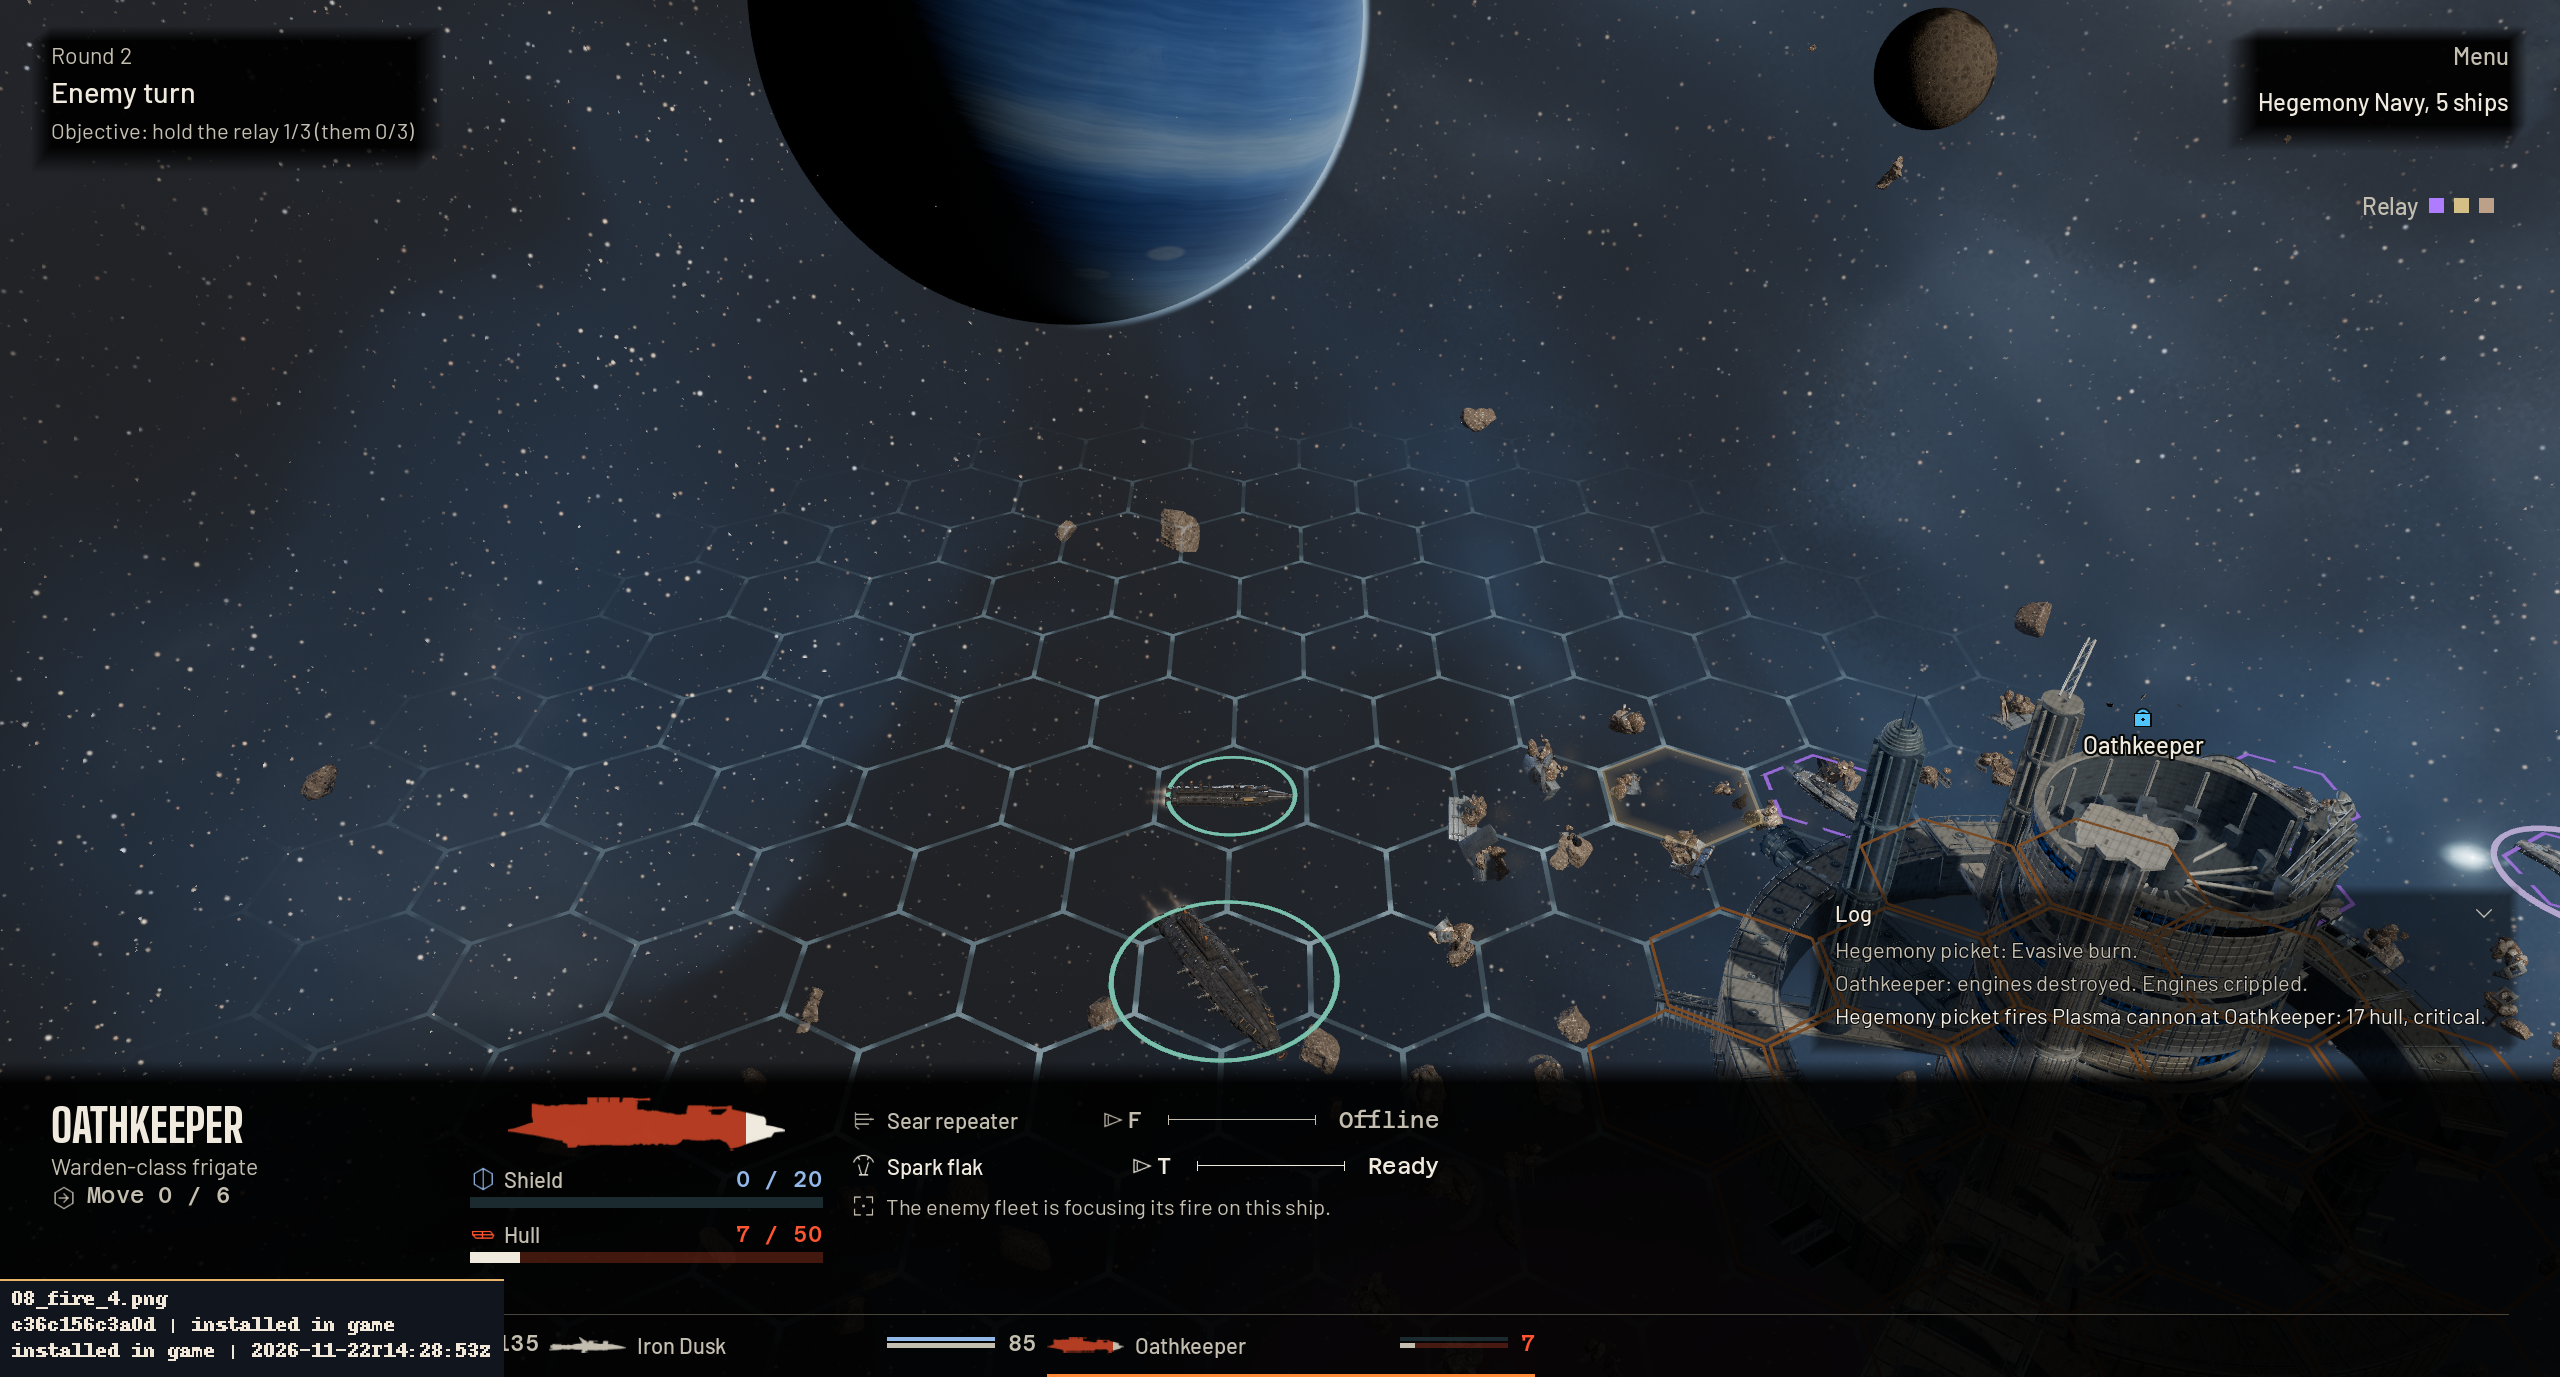 Round 2
Enemy turn
Objective: hold the relay 1/3 (them 0/3)
Menu
Hegemony Navy, 5 ships
Relay
Oathkeeper
Log
Hegemony picket: Evasive burn.
Oathkeeper: engines destroyed. Engines crippled.
Hegemony picket fires Plasma cannon at Oathkeeper: 17 hull, critical.
OATHKEEPER
Warden-class frigate
Move 0 / 6
Shield 0 / 20
Hull 7 / 50
Sear repeater F Offline
Spark flak T Ready
The enemy fleet is focusing its fire on this ship.
08_fire_4.png
c36c156c3a0d | installed in game
installed in game | 2026-11-22T14:28:53Z
135 Iron Dusk 85 Oathkeeper 7